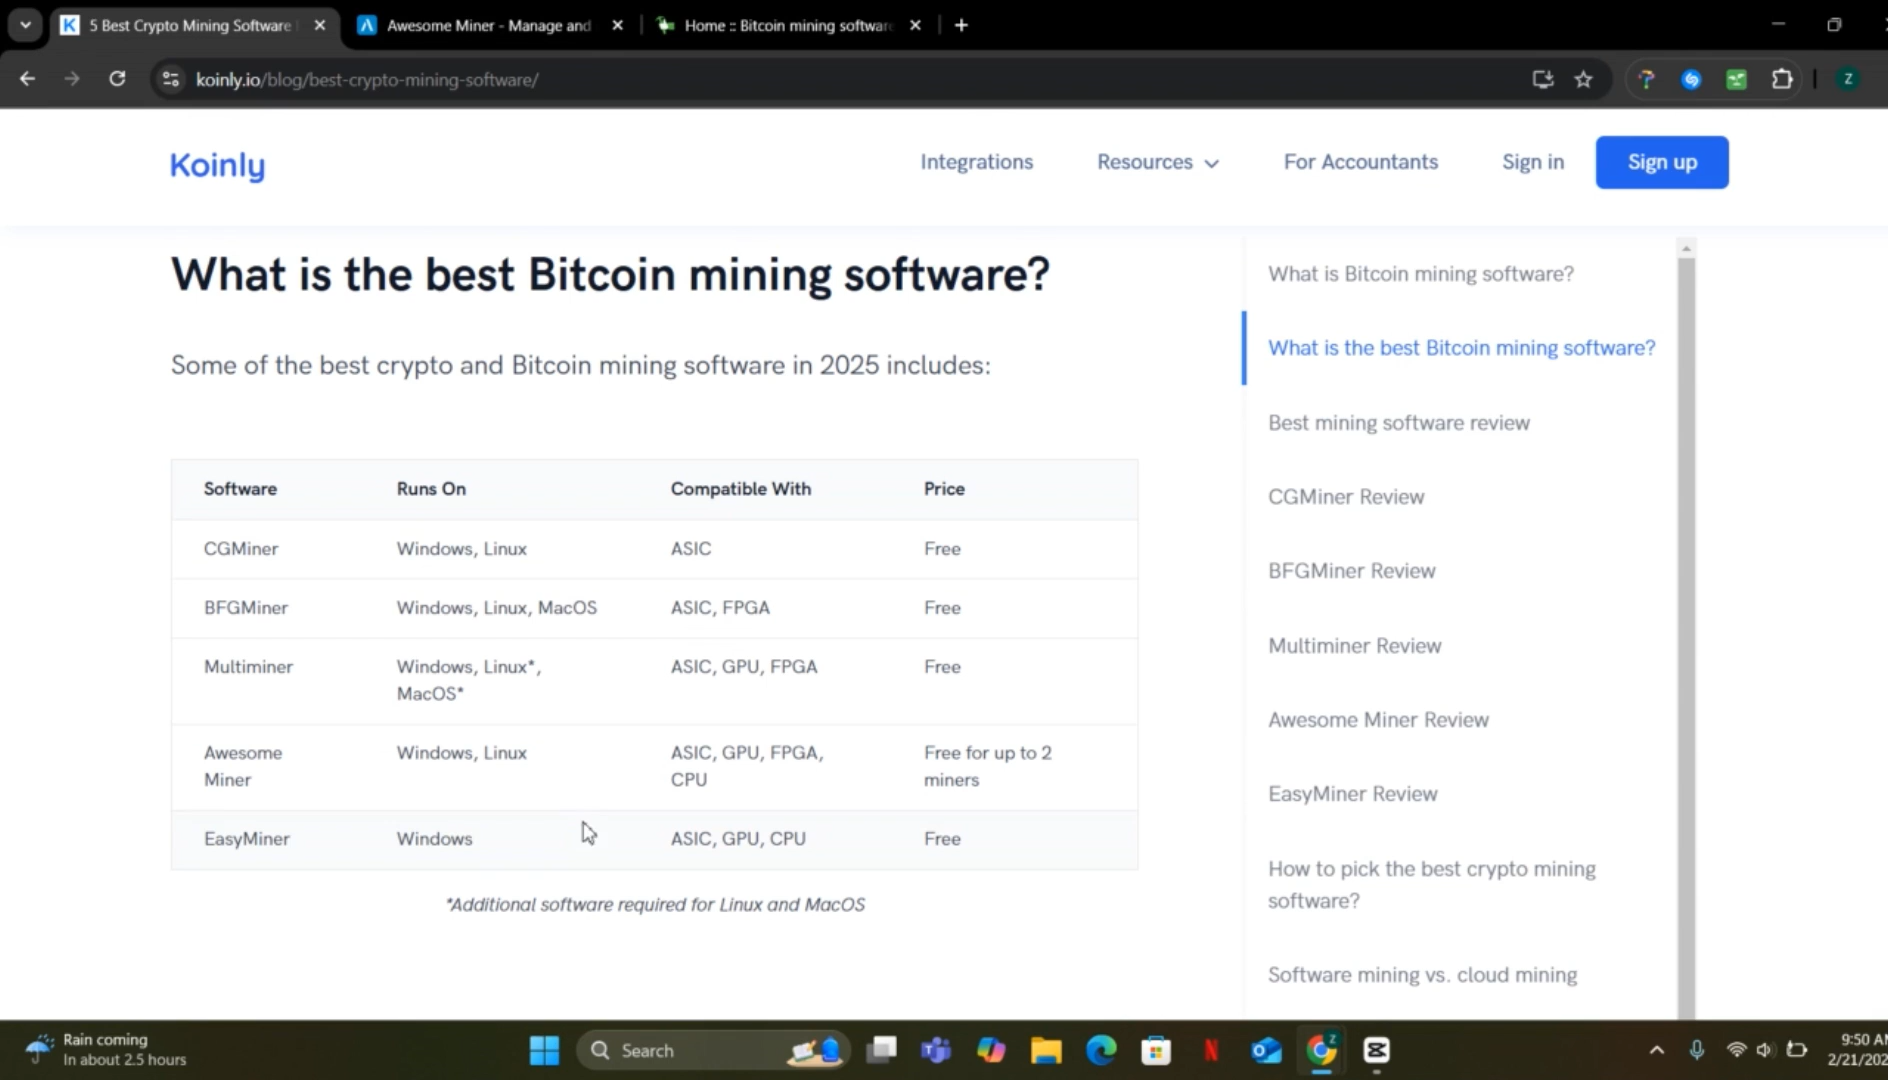 5 Best Crypto Mining Software
Awesome Miner - Manage and
Home :: Bitcoin mining software
koinly.io/blog/best-crypto-mining-software/
Z
Koinly
Integrations
Resources
For Accountants
Sign in
Sign up
What is the best Bitcoin mining software?
Some of the best crypto and Bitcoin mining software in 2025 includes:
Software Runs On Compatible With Price
CGMiner Windows, Linux ASIC Free
BFGMiner Windows, Linux, MacOS ASIC, FPGA Free
Multiminer Windows, Linux*, ASIC, GPU, FPGA Free
MacOS*
Awesome Windows, Linux ASIC, GPU, FPGA, Free for up to 2
Miner CPU miners
EasyMiner Windows ASIC, GPU, CPU Free
*Additional software required for Linux and MacOS
What is Bitcoin mining software?
What is the best Bitcoin mining software?
Best mining software review
CGMiner Review
BFGMiner Review
Multiminer Review
Awesome Miner Review
EasyMiner Review
How to pick the best crypto mining
software?
Software mining vs. cloud mining
Rain coming
In about 2.5 hours
Search
9:50 AM
2/21/202